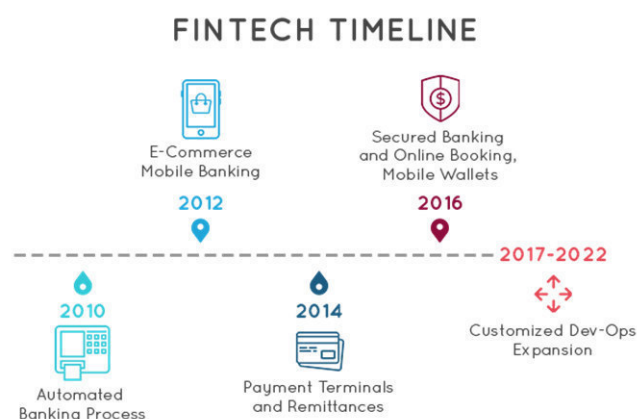 FINTECH TIMELINE
E-Commerce
Mobile Banking
2012
Secured Banking
and Online Booking,
Mobile Wallets
2016
2017-2022
Customized Dev-Ops
Expansion
2010
Automated
Banking Process
2014
Payment Terminals
and Remittances